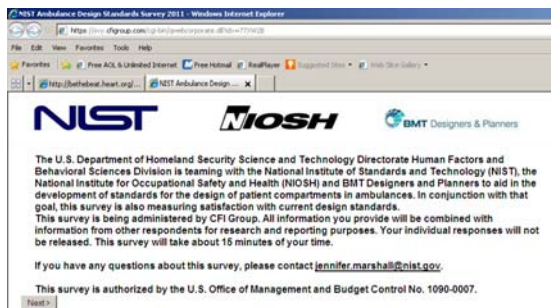 NIST Ambulance Design Standards Survey 2011 - Windows Internet Explorer
File Edit View Favorites Tools Help
Favorites Free AOL & Unlimited Internet Free Hotmail RealPlayer Suggested Sites Web Slice Gallery
http://bethebeat.heart.org/... NIST Ambulance Design ... x
NIST NIOSH BMT Designers & Planners
The U.S. Department of Homeland Security Science and Technology Directorate Human Factors and
Behavioral Sciences Division is teaming with the National Institute of Standards and Technology (NIST), the
National Institute for Occupational Safety and Health (NIOSH) and BMT Designers and Planners to aid in the
development of standards for the design of patient compartments in ambulances. In conjunction with that
goal, this survey is also measuring satisfaction with current design standards.
This survey is being administered by CFI Group. All information you provide will be combined with
information from other respondents for research and reporting purposes. Your individual responses will not
be released. This survey will take about 15 minutes of your time.
If you have any questions about this survey, please contact jennifer.marshall@nist.gov.
This survey is authorized by the U.S. Office of Management and Budget Control No. 1090-0007.
Next >